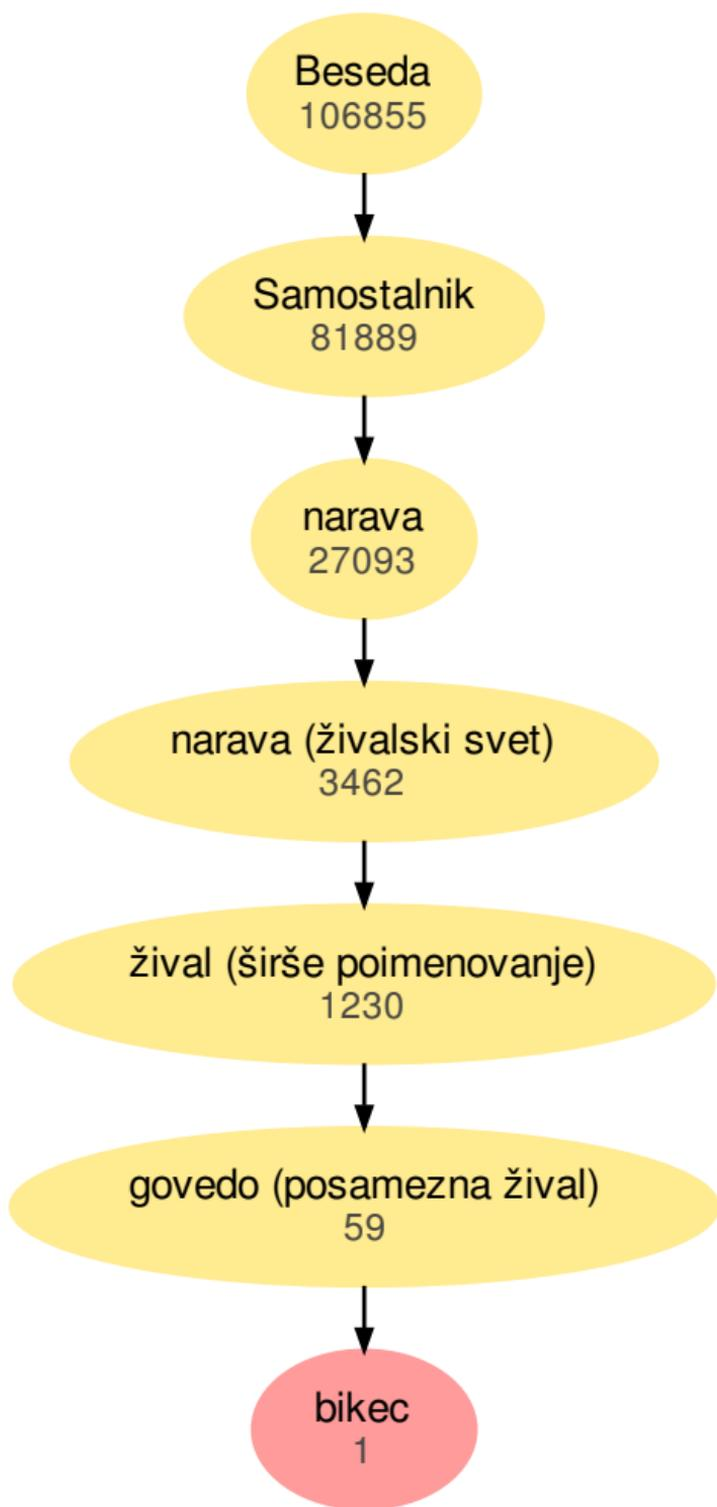 Beseda
106855
Samostalnik
81889
narava
27093
narava (živalski svet)
3462
žival (širše poimenovanje)
1230
govedo (posamezna žival)
59
bikec
1